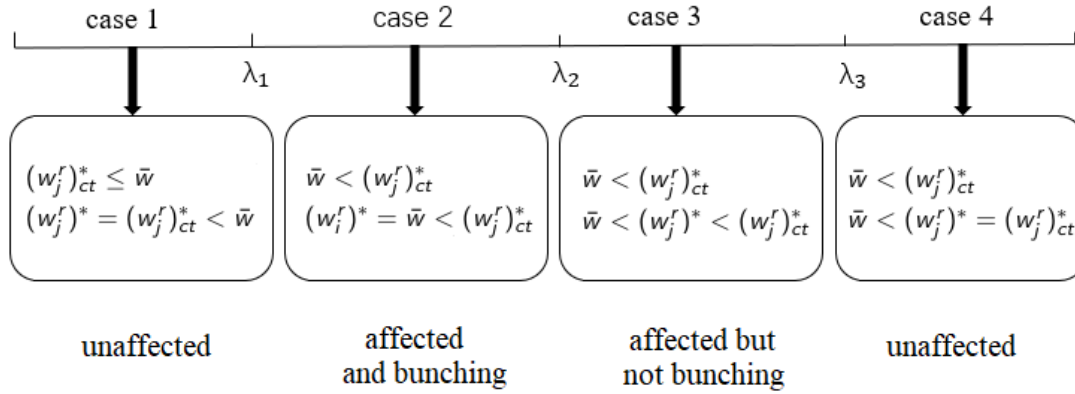 case 1 case 2 case 3 case 4
λ₁ λ₂ λ₃
(w_j^r)*_ct ≤ w̄
(w_j^r)* = (w_j^r)*_ct < w̄
w̄ < (w_j^r)*_ct
(w_i^r)* = w̄ < (w_j^r)*_ct
w̄ < (w_j^r)*_ct
w̄ < (w_j^r)* < (w_j^r)*_ct
w̄ < (w_j^r)*_ct
w̄ < (w_j^r)* = (w_j^r)*_ct
unaffected
affected
and bunching
affected but
not bunching
unaffected